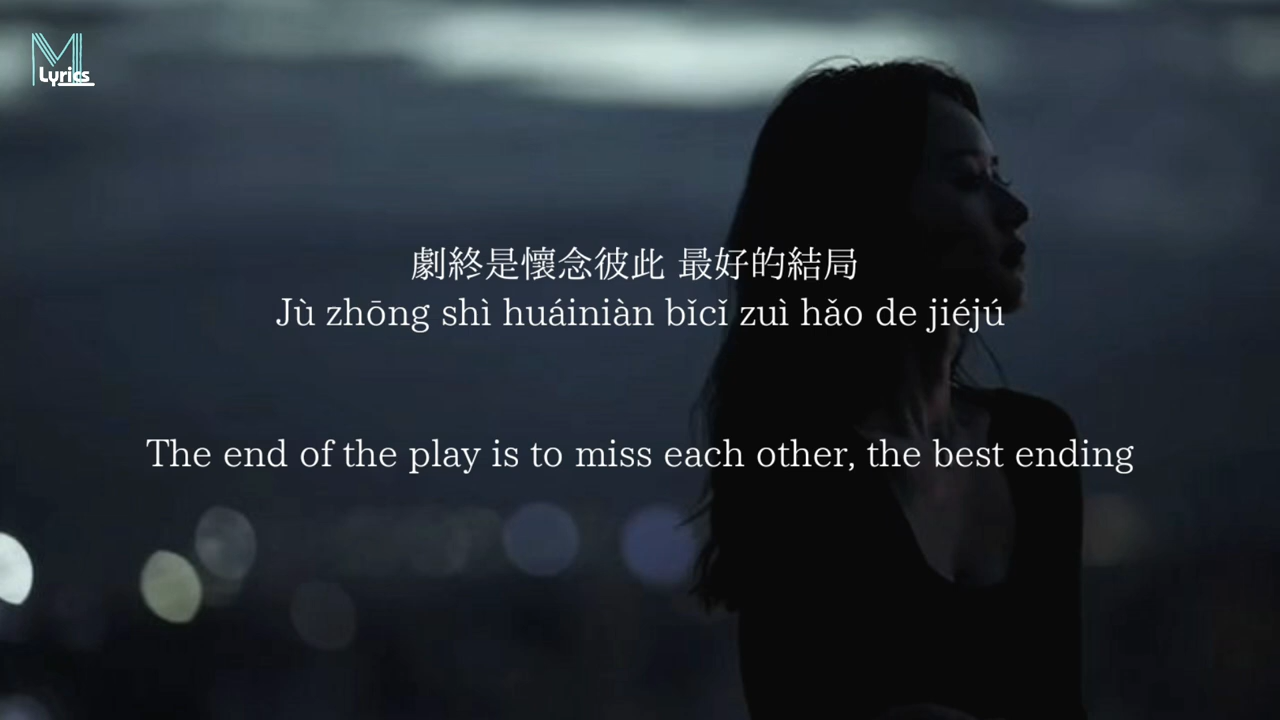 M
Lyrics
劇終是懷念彼此 最好的結局
Jù zhōng shì huáiniàn bǐcǐ zuì hǎo de jiéjú
The end of the play is to miss each other, the best ending